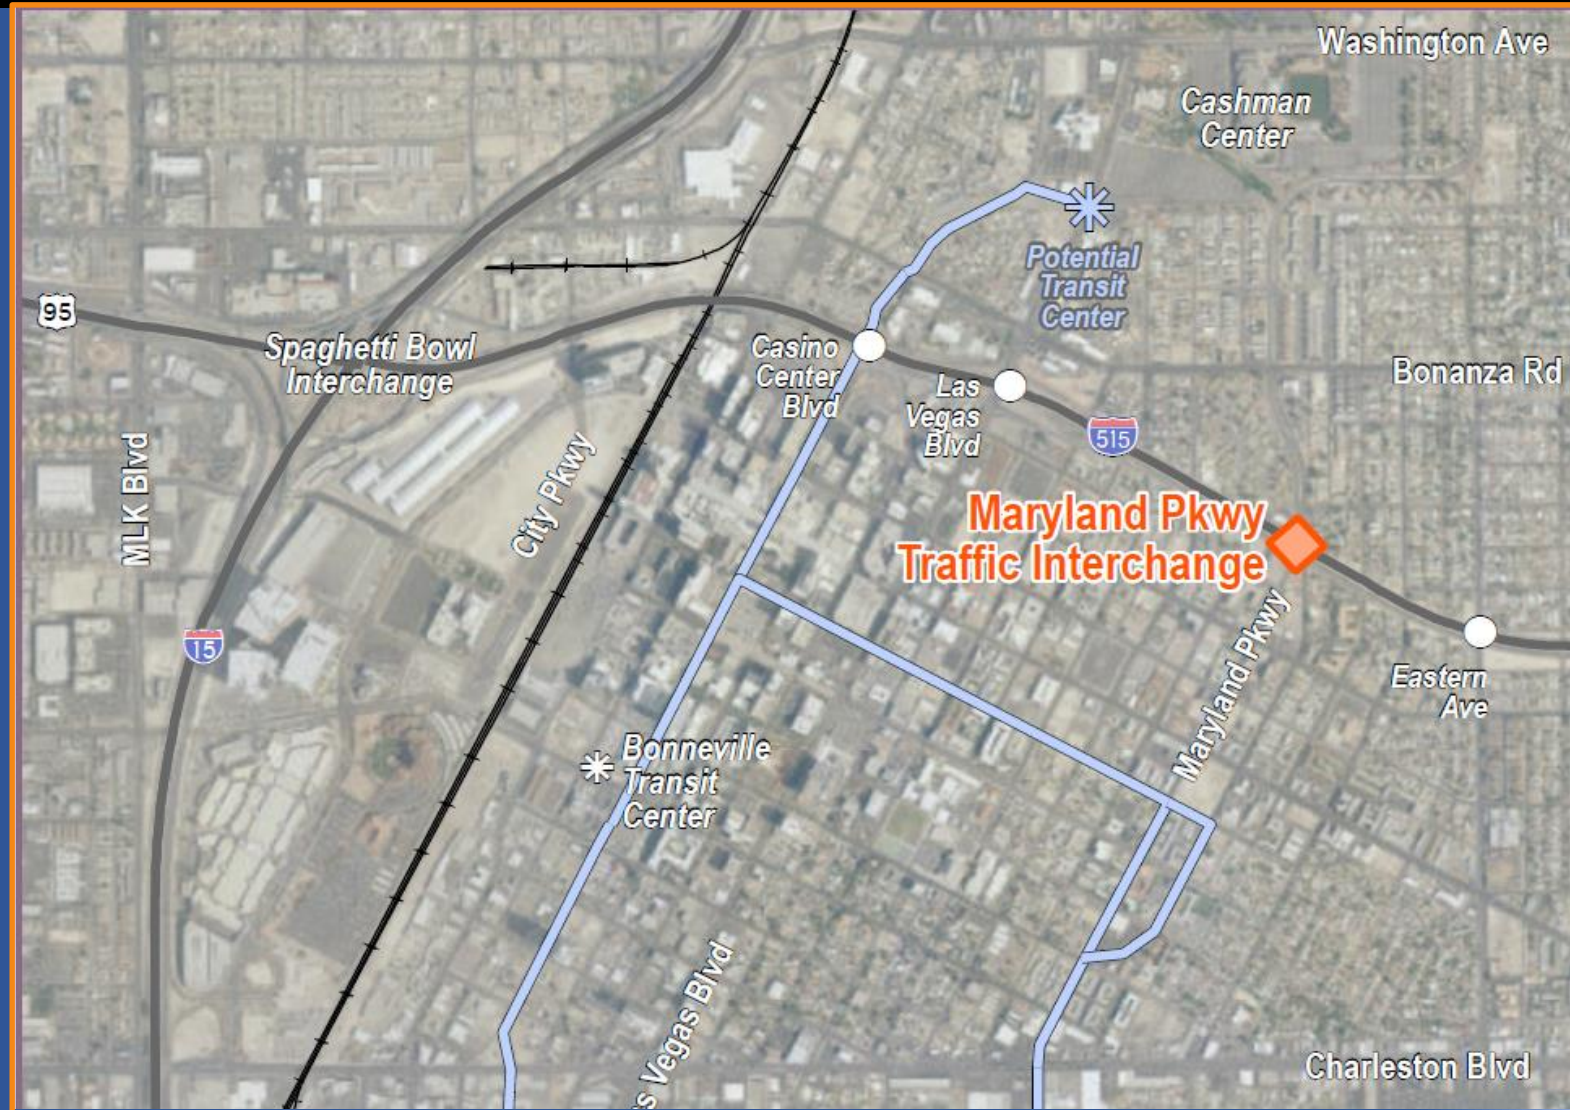 Washington Ave
Cashman
Center
Potential
Transit
Center
95
Spaghetti Bowl
Interchange
Casino
Center
Blvd
Las
Vegas
Blvd
Bonanza Rd
515
MLK Blvd
City Pkwy
Maryland Pkwy
Traffic Interchange
15
Maryland Pkwy
Eastern
Ave
Bonneville
Transit
Center
s Vegas Blvd
Charleston Blvd